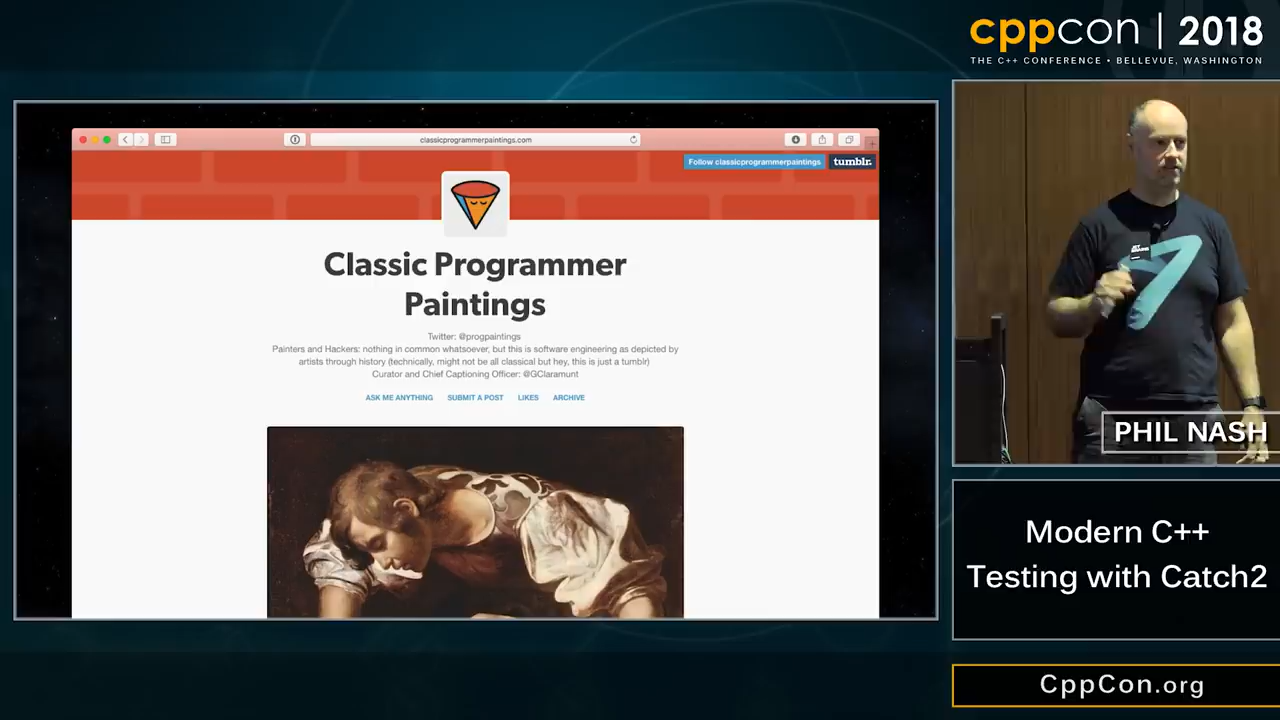 cppcon | 2018
THE C++ CONFERENCE • BELLEVUE, WASHINGTON
classicprogrammerpaintings.com
Follow classicprogrammerpaintings
tumblr.
Classic Programmer
Paintings
Twitter: @progpaintings
Painters and Hackers: nothing in common whatsoever, but this is software engineering as depicted by
artists through history (technically, might not be all classical but hey, this is just a tumblr)
Curator and Chief Captioning Officer: @GClaramunt
ASK ME ANYTHING SUBMIT A POST LIKES ARCHIVE
PHIL NASH
Modern C++
Testing with Catch2
CppCon.org